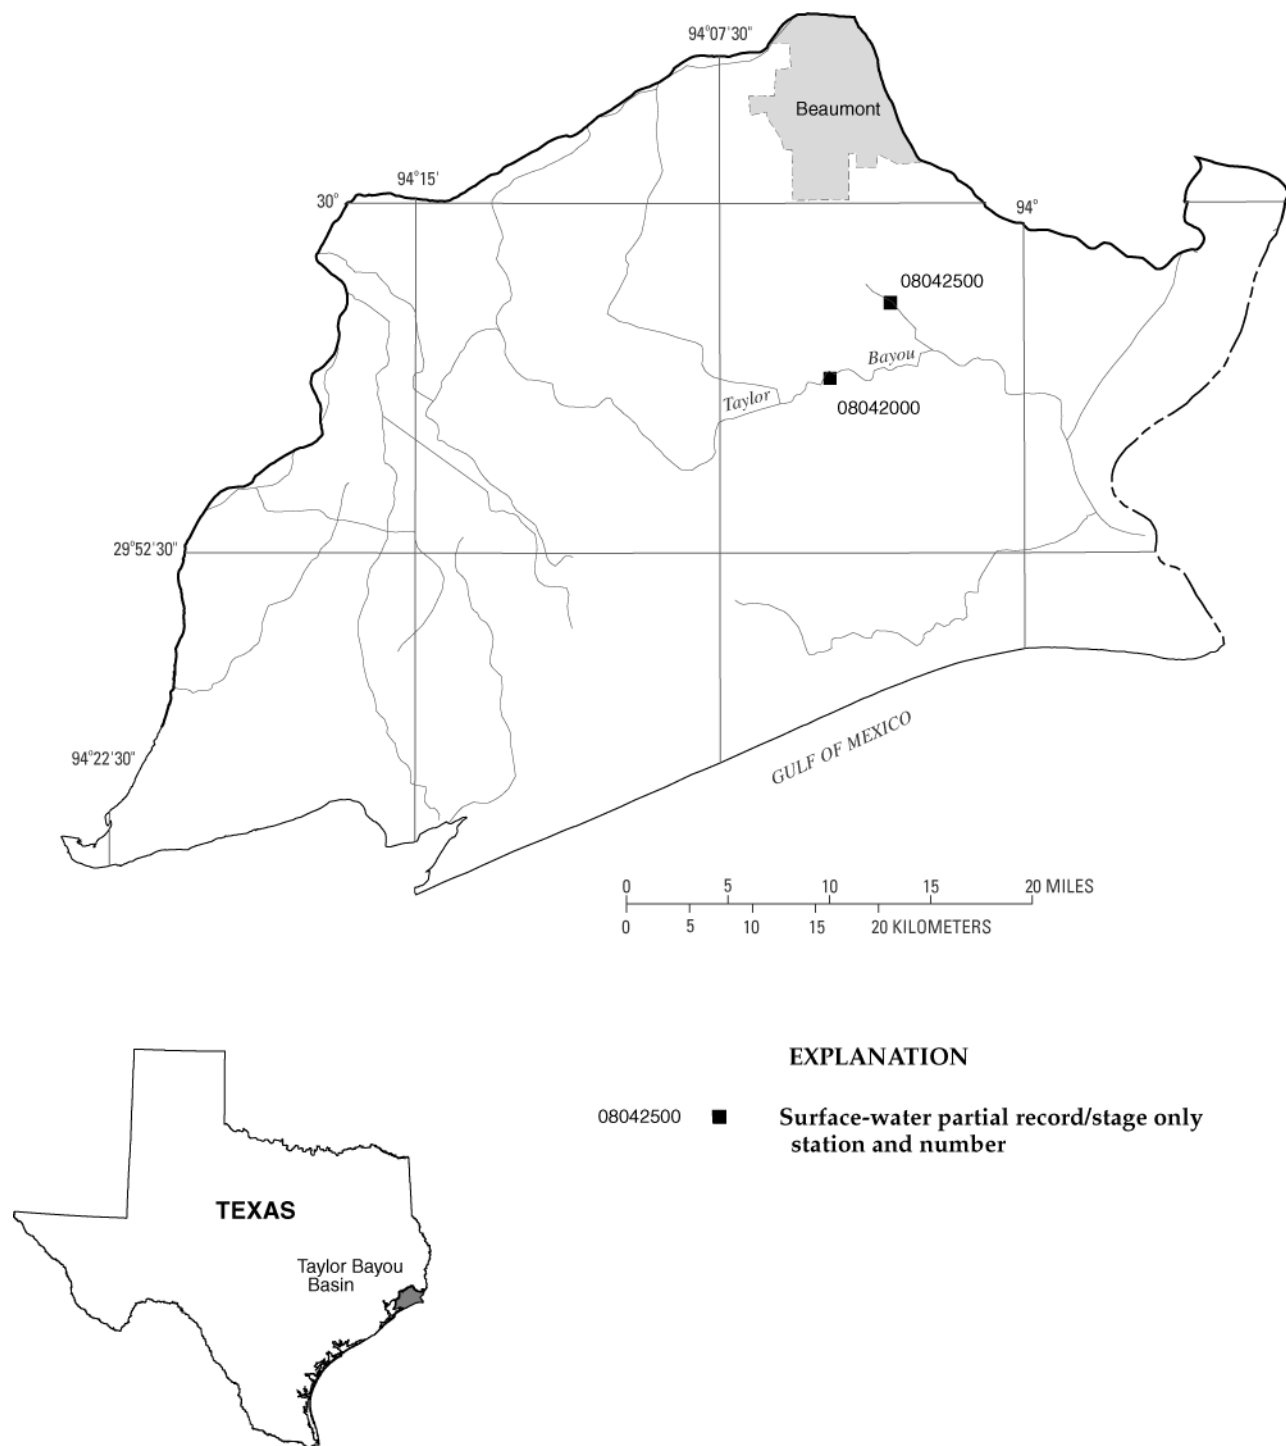 94°07'30"
Beaumont
94°15'
30°
94°
08042500
Bayou
Taylor
08042000
29°52'30"
94°22'30"
GULF OF MEXICO
0 5 10 15 20 MILES
0 5 10 15 20 KILOMETERS
EXPLANATION
08042500 Surface-water partial record/stage only
station and number
TEXAS
Taylor Bayou
Basin